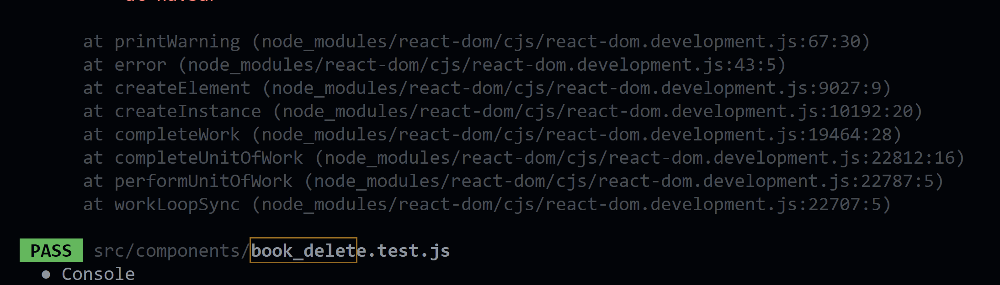 at printWarning (node_modules/react-dom/cjs/react-dom.development.js:67:30)
at error (node_modules/react-dom/cjs/react-dom.development.js:43:5)
at createElement (node_modules/react-dom/cjs/react-dom.development.js:9027:9)
at createInstance (node_modules/react-dom/cjs/react-dom.development.js:10192:20)
at completeWork (node_modules/react-dom/cjs/react-dom.development.js:19464:28)
at completeUnitOfWork (node_modules/react-dom/cjs/react-dom.development.js:22812:16)
at performUnitOfWork (node_modules/react-dom/cjs/react-dom.development.js:22787:5)
at workLoopSync (node_modules/react-dom/cjs/react-dom.development.js:22707:5)
PASS src/components/book_delete.test.js
● Console